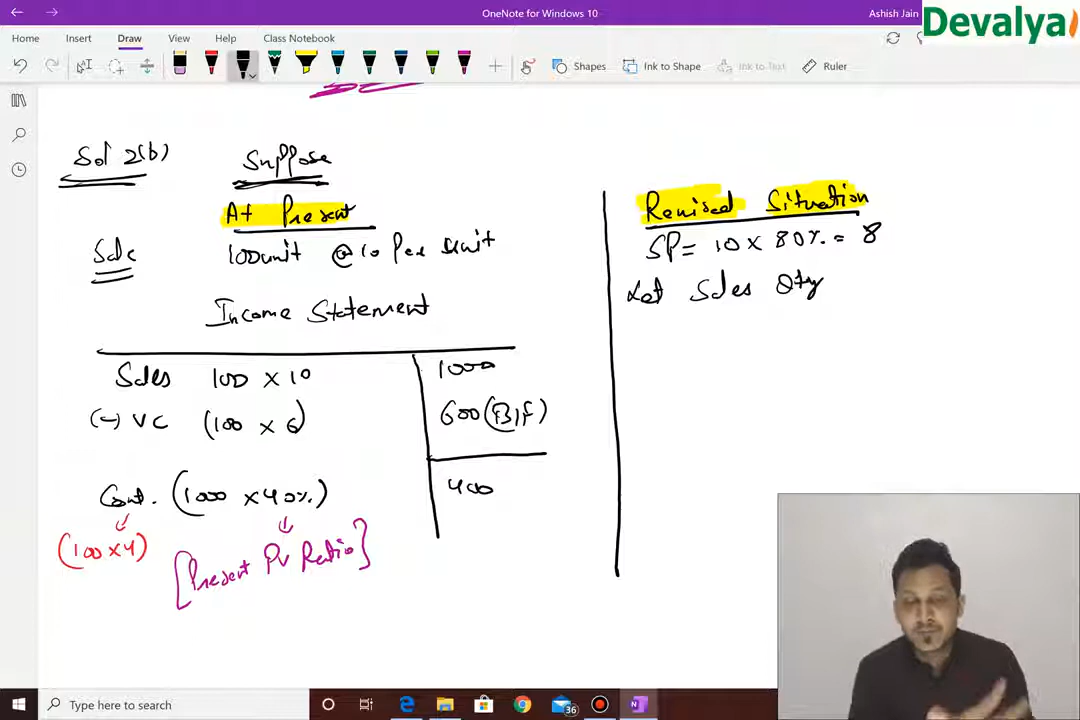 OneNote for Windows 10
Ashish Jain
Devalya
Home Insert Draw View Help Class Notebook
Shapes Ink to Shape Ink to Text Ruler
Sol 2(b)
Suppose
At Present
Sale 100 unit @ 10 Per unit
Income Statement
Sales 100 × 10 1000
(-) VC (100 × 6) 600 (B/f)
Cont. (1000 × 40%) 400
(100 × 4)
[Present PV Ratio]
Revised Situation
SP = 10 × 80% = 8
Let Sales Qty
Type here to search
36